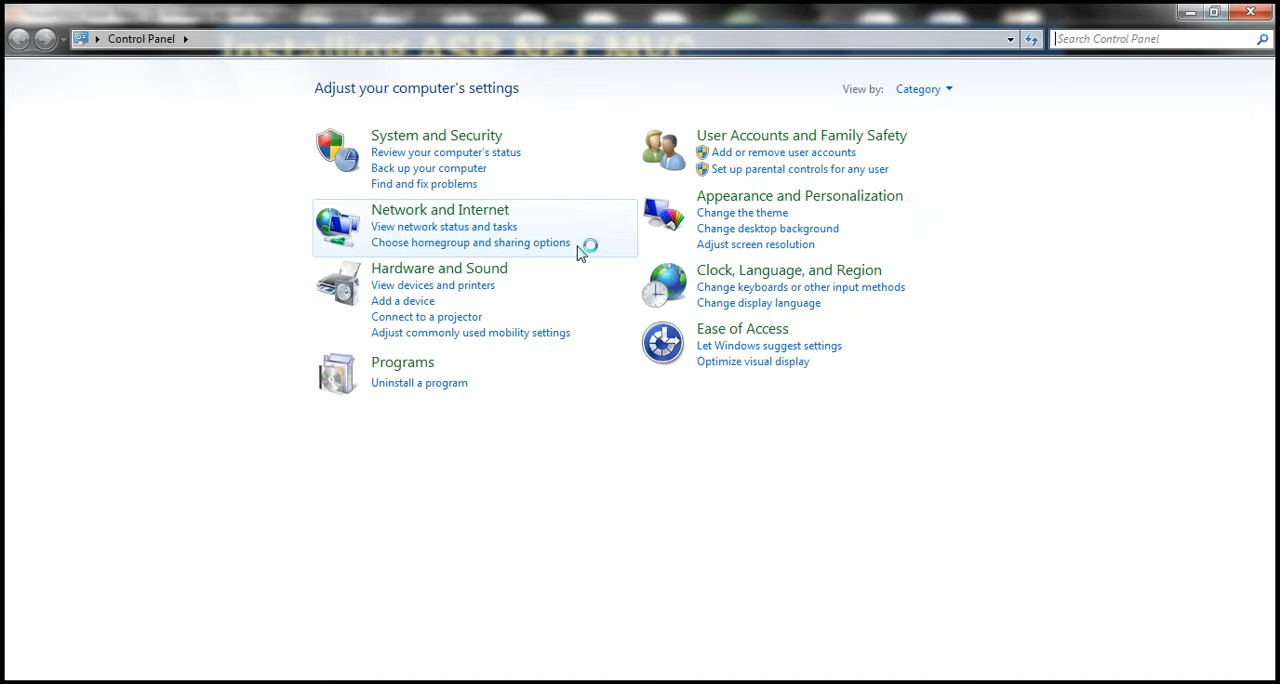 Control Panel
Search Control Panel
Installing ASP.NET MVC
Adjust your computer's settings
View by: Category
System and Security
Review your computer's status
Back up your computer
Find and fix problems
Network and Internet
View network status and tasks
Choose homegroup and sharing options
Hardware and Sound
View devices and printers
Add a device
Connect to a projector
Adjust commonly used mobility settings
Programs
Uninstall a program
User Accounts and Family Safety
Add or remove user accounts
Set up parental controls for any user
Appearance and Personalization
Change the theme
Change desktop background
Adjust screen resolution
Clock, Language, and Region
Change keyboards or other input methods
Change display language
Ease of Access
Let Windows suggest settings
Optimize visual display